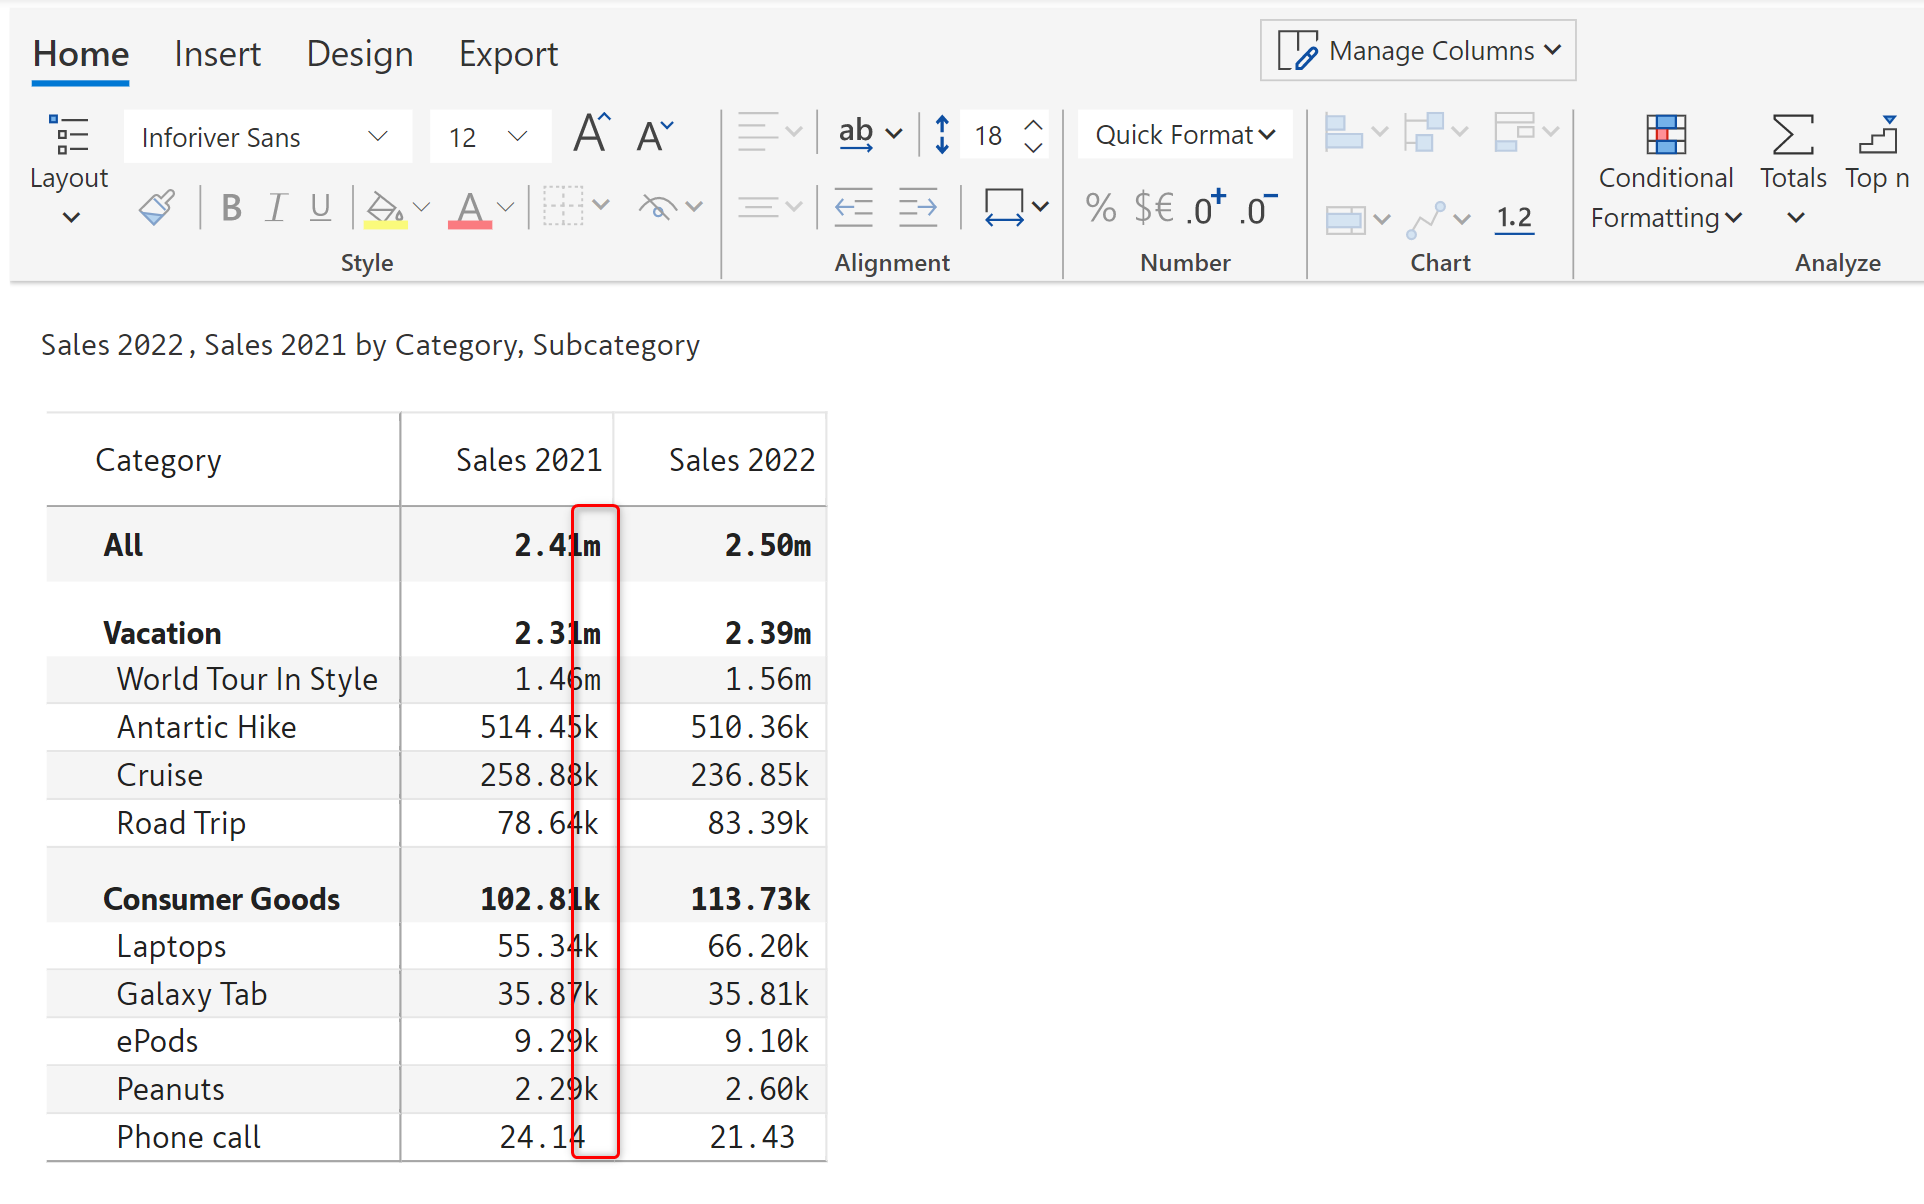 Home Insert Design Export Manage Columns
Inforiver Sans 12 A A ab 18 Quick Format
Layout Conditional Formatting Totals Top n
B I U A % $€ .0+ .0- 1.2
Style Alignment Number Chart Analyze
Sales 2022 , Sales 2021 by Category, Subcategory
Category Sales 2021 Sales 2022
All 2.41m 2.50m
Vacation 2.31m 2.39m
World Tour In Style 1.46m 1.56m
Antartic Hike 514.45k 510.36k
Cruise 258.88k 236.85k
Road Trip 78.64k 83.39k
Consumer Goods 102.81k 113.73k
Laptops 55.34k 66.20k
Galaxy Tab 35.87k 35.81k
ePods 9.29k 9.10k
Peanuts 2.29k 2.60k
Phone call 24.14 21.43